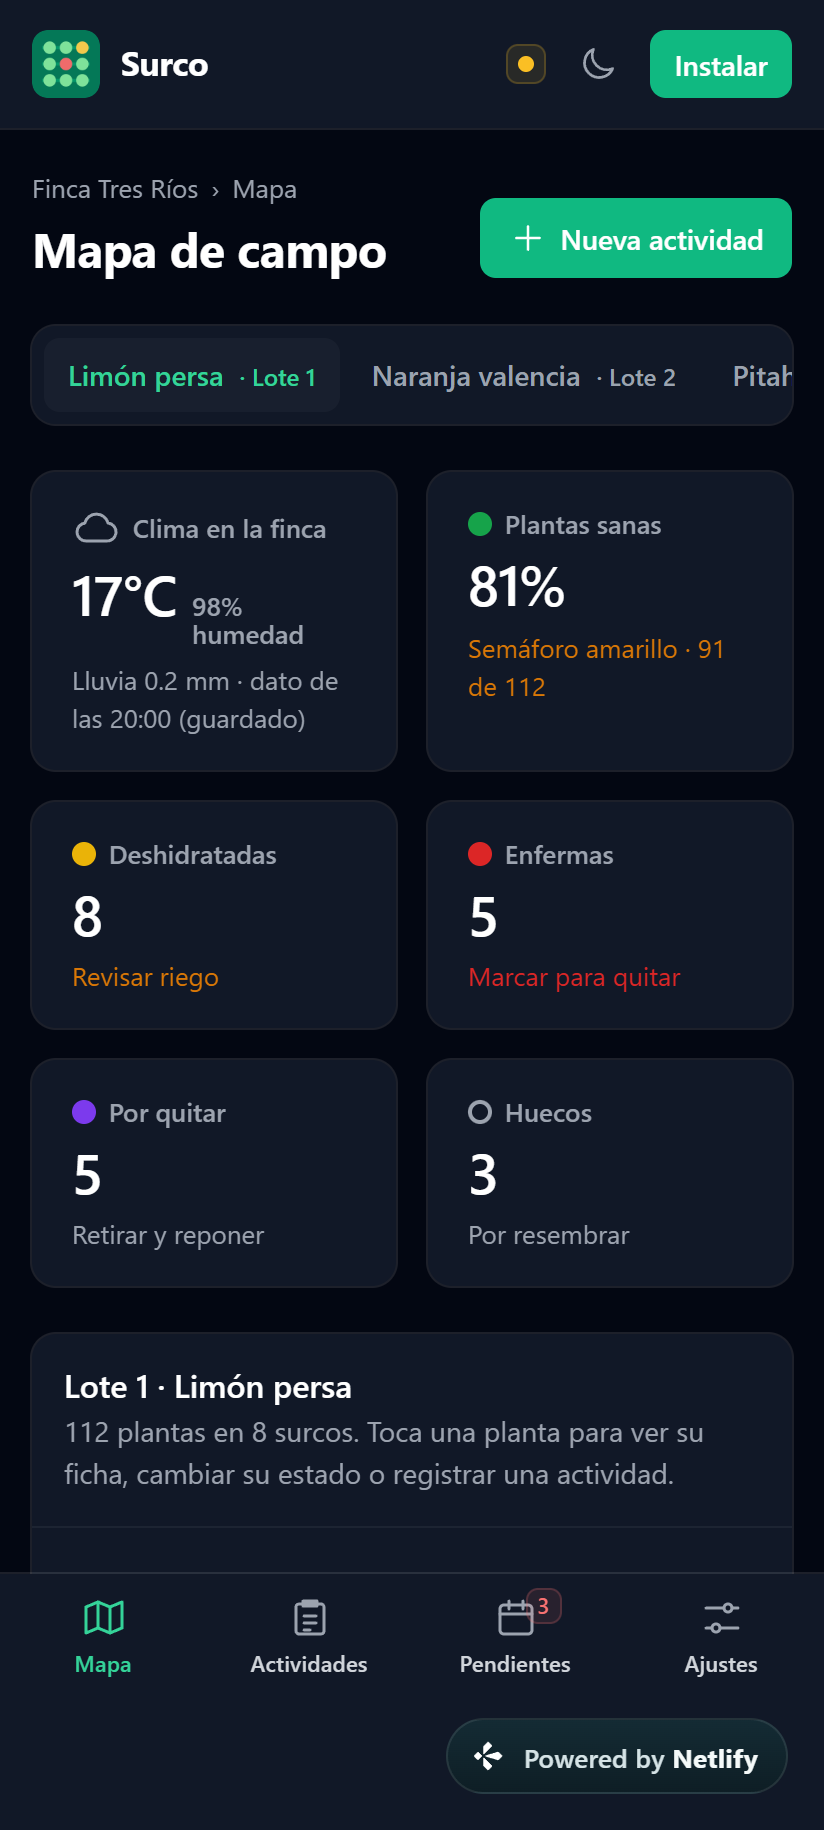 Surco
Instalar
Finca Tres Ríos › Mapa
Mapa de campo
Nueva actividad
Limón persa · Lote 1
Naranja valencia · Lote 2
Pitah
Clima en la finca
17°C 98%
humedad
Lluvia 0.2 mm · dato de
las 20:00 (guardado)
Plantas sanas
81%
Semáforo amarillo · 91
de 112
Deshidratadas
8
Revisar riego
Enfermas
5
Marcar para quitar
Por quitar
5
Retirar y reponer
Huecos
3
Por resembrar
Lote 1 · Limón persa
112 plantas en 8 surcos. Toca una planta para ver su
ficha, cambiar su estado o registrar una actividad.
3
Mapa
Actividades
Pendientes
Ajustes
Powered by Netlify